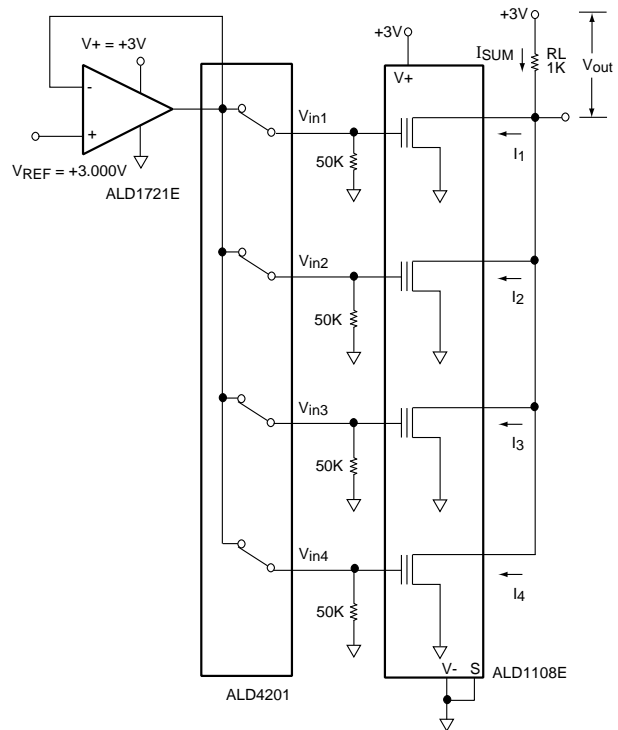 V+ = +3V
-
+
VREF = +3.000V
ALD1721E
Vin1
50K
Vin2
50K
Vin3
50K
Vin4
50K
ALD4201
+3V
V+
+3V
ISUM
RL
1K
Vout
I1
I2
I3
I4
V- S
ALD1108E